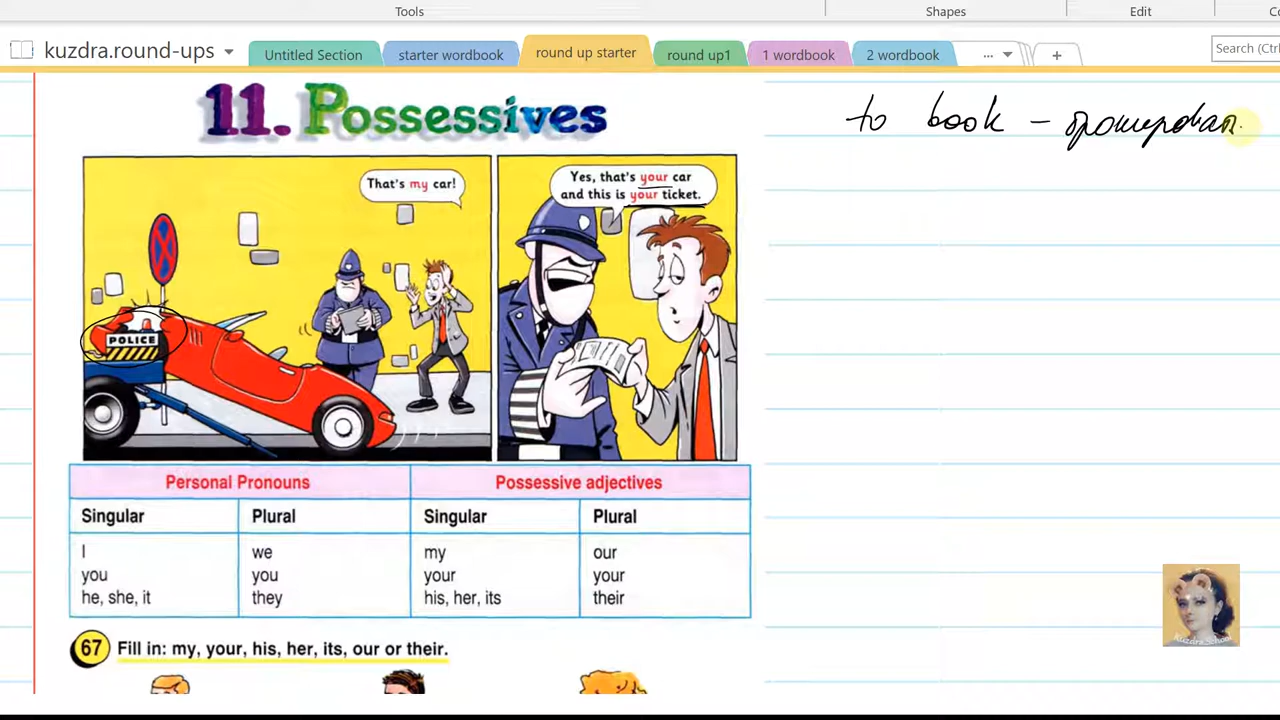 Tools Shapes Edit
kuzdra.round-ups Untitled Section starter wordbook round up starter round up1 1 wordbook 2 wordbook ... + Search (Ctrl
11. Possessives
to book – бронироват
That's my car!
Yes, that's your car
and this is your ticket.
POLICE
Personal Pronouns Possessive adjectives
Singular Plural Singular Plural
I we my our
you you your your
he, she, it they his, her, its their
67 Fill in: my, your, his, her, its, our or their.
KuzdraSchool